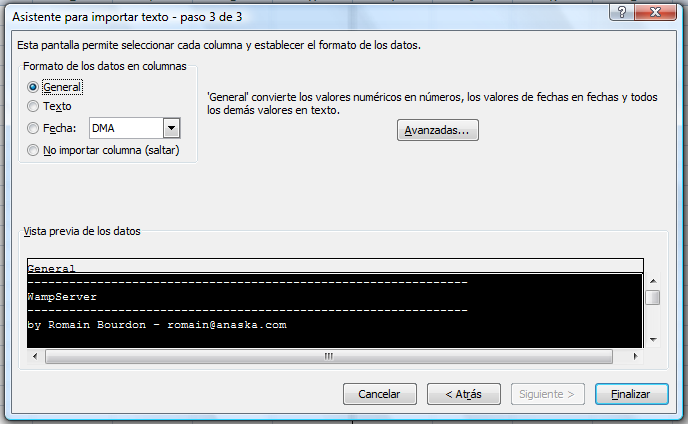 Asistente para importar texto - paso 3 de 3
Esta pantalla permite seleccionar cada columna y establecer el formato de los datos.
Formato de los datos en columnas
General
Texto
Fecha: DMA
No importar columna (saltar)
'General' convierte los valores numéricos en números, los valores de fechas en fechas y todos
los demás valores en texto.
Avanzadas...
Vista previa de los datos
General
------------------------------------------------------------
WampServer
------------------------------------------------------------
by Romain Bourdon - romain@anaska.com
Cancelar
< Atrás
Siguiente >
Finalizar